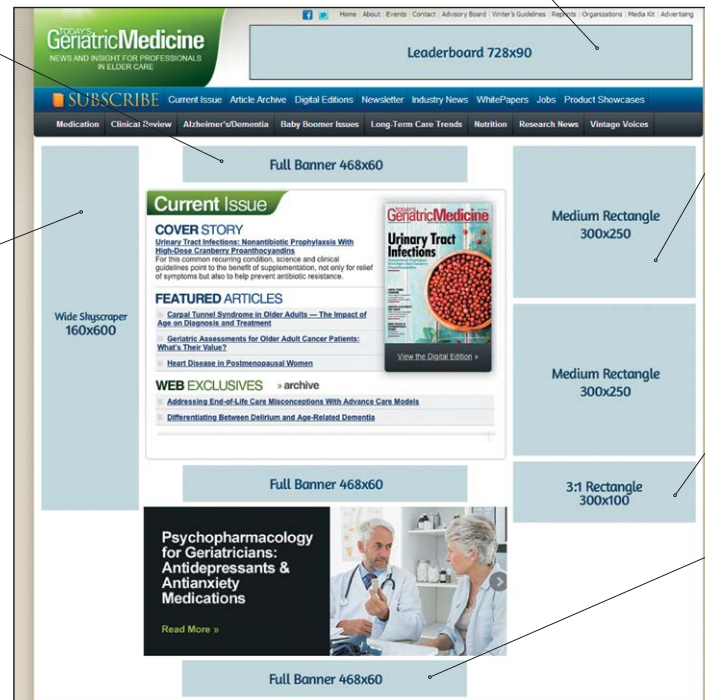 Home | About | Events | Contact | Advisory Board | Writer's Guidelines | Reprints | Organizations | Media Kit | Advertising
TODAY'S
GeriatricMedicine
NEWS AND INSIGHT FOR PROFESSIONALS
IN ELDER CARE
Leaderboard 728x90
SUBSCRIBE Current Issue Article Archive Digital Editions Newsletter Industry News WhitePapers Jobs Product Showcases
Medication Clinical Review Alzheimer's/Dementia Baby Boomer Issues Long-Term Care Trends Nutrition Research News Vintage Voices
Full Banner 468x60
Wide Skyscraper
160x600
Current Issue
COVER STORY
Urinary Tract Infections: Nonantibiotic Prophylaxsis With
High-Dose Cranberry Proanthocyandins
For this common recurring condition, science and clinical
guidelines point to the benefit of supplementation, not only for relief
of symptoms but also to help prevent antibiotic resistance.
FEATURED ARTICLES
Carpal Tunnel Syndrome in Older Adults — The Impact of
Age on Diagnosis and Treatment
Geriatric Assessments for Older Adult Cancer Patients:
What's Their Value?
Heart Disease in Postmenopausal Women
WEB EXCLUSIVES » archive
Addressing End-of-Life Care Misconceptions With Advance Care Models
Differentiating Between Delirium and Age-Related Dementia
TODAY'S
GeriatricMedicine
Urinary Tract
Infections
View the Digital Edition »
Medium Rectangle
300x250
Medium Rectangle
300x250
3:1 Rectangle
300x100
Full Banner 468x60
Psychopharmacology
for Geriatricians:
Antidepressants &
Antianxiety
Medications
Read More »
Full Banner 468x60